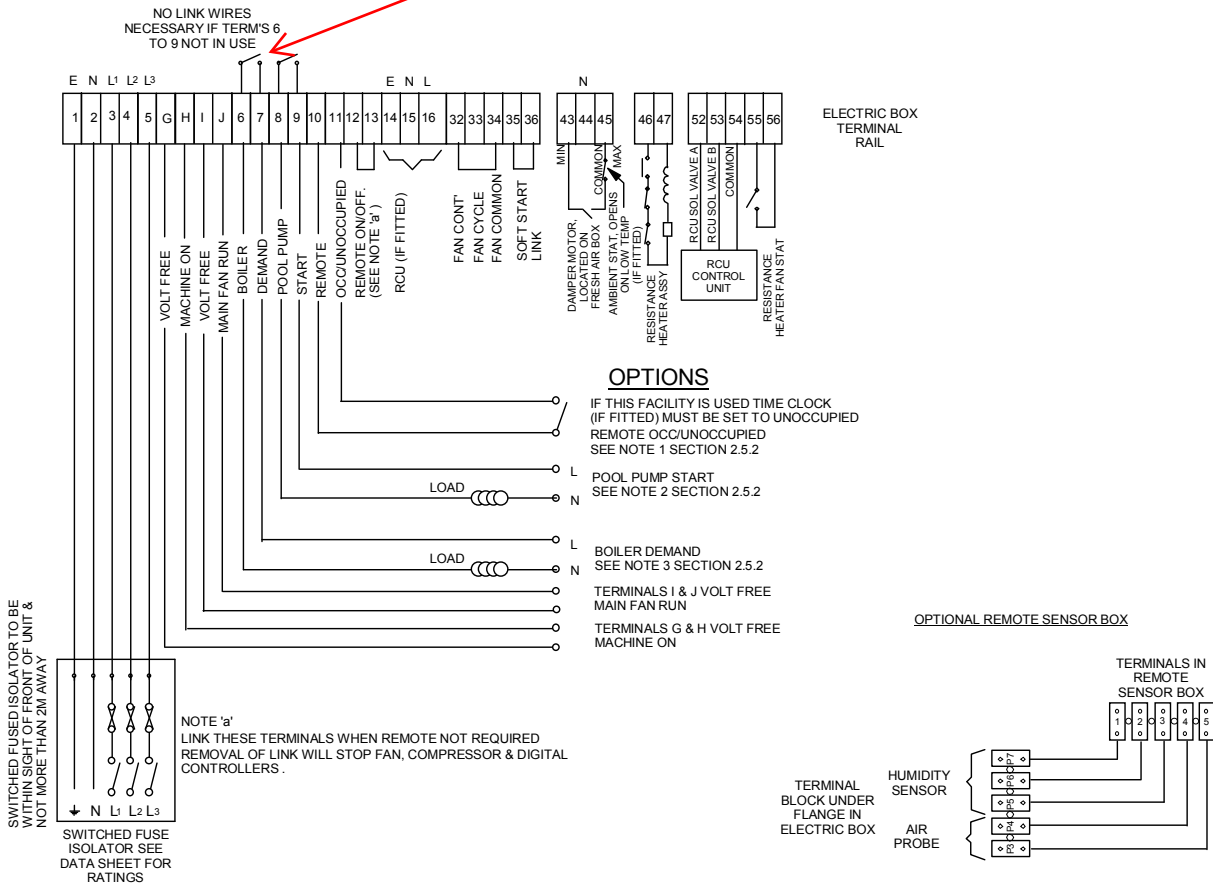 NO LINK WIRES
NECESSARY IF TERM'S 6
TO 9 NOT IN USE
E N L1 L2 L3
E N L
N
1 2 3 4 5 G H I J 6 7 8 9 10 11 12 13 14 15 16 32 33 34 35 36
43 44 45
46 47
52 53 54 55 56
ELECTRIC BOX
TERMINAL
RAIL
VOLT FREE
MACHINE ON
VOLT FREE
MAIN FAN RUN
BOILER
DEMAND
POOL PUMP
START
REMOTE
OCC/UNOCCUPIED
REMOTE ON/OFF.
(SEE NOTE 'a' )
RCU (IF FITTED)
FAN CONT'
FAN CYCLE
FAN COMMON
SOFT START
LINK
MIN
COMMON
MAX
DAMPER MOTOR,
LOCATED ON
FRESH AIR BOX
AMBIENT STAT, OPENS
ON LOW TEMP
(IF FITTED)
RESISTANCE
HEATER ASSY
RCU SOL VALVE A
RCU SOL VALVE B
COMMON
RCU
CONTROL
UNIT
RESISTANCE
HEATER FAN STAT
OPTIONS
IF THIS FACILITY IS USED TIME CLOCK
(IF FITTED) MUST BE SET TO UNOCCUPIED
REMOTE OCC/UNOCCUPIED
SEE NOTE 1 SECTION 2.5.2
L
POOL PUMP START
SEE NOTE 2 SECTION 2.5.2
LOAD
N
L
BOILER DEMAND
SEE NOTE 3 SECTION 2.5.2
LOAD
N
TERMINALS I & J VOLT FREE
MAIN FAN RUN
TERMINALS G & H VOLT FREE
MACHINE ON
SWITCHED FUSED ISOLATOR TO BE
WITHIN SIGHT OF FRONT OF UNIT &
NOT MORE THAN 2M AWAY
NOTE 'a'
LINK THESE TERMINALS WHEN REMOTE NOT REQUIRED
REMOVAL OF LINK WILL STOP FAN, COMPRESSOR & DIGITAL
CONTROLLERS .
N L1 L2 L3
SWITCHED FUSE
ISOLATOR SEE
DATA SHEET FOR
RATINGS
OPTIONAL REMOTE SENSOR BOX
TERMINALS IN
REMOTE
SENSOR BOX
1 2 3 4 5
TERMINAL
BLOCK UNDER
FLANGE IN
ELECTRIC BOX
HUMIDITY
SENSOR
AIR
PROBE
P7
P6
P5
P4
P3